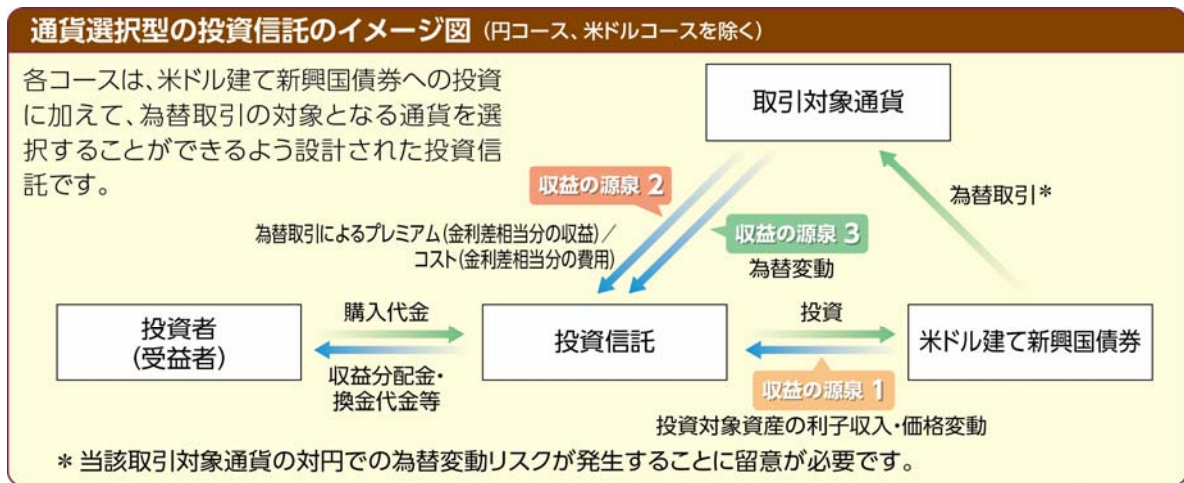 通貨選択型の投資信託のイメージ図（円コース、米ドルコースを除く）
各コースは、米ドル建て新興国債券への投資
に加えて、為替取引の対象となる通貨を選
択することができるよう設計された投資信
託です。
取引対象通貨
収益の源泉 2
為替取引*
為替取引によるプレミアム(金利差相当分の収益)／
コスト(金利差相当分の費用)
収益の源泉 3
為替変動
投資者
(受益者)
購入代金
収益分配金・
換金代金等
投資信託
投資
収益の源泉 1
投資対象資産の利子収入・価格変動
米ドル建て新興国債券
* 当該取引対象通貨の対円での為替変動リスクが発生することに留意が必要です。